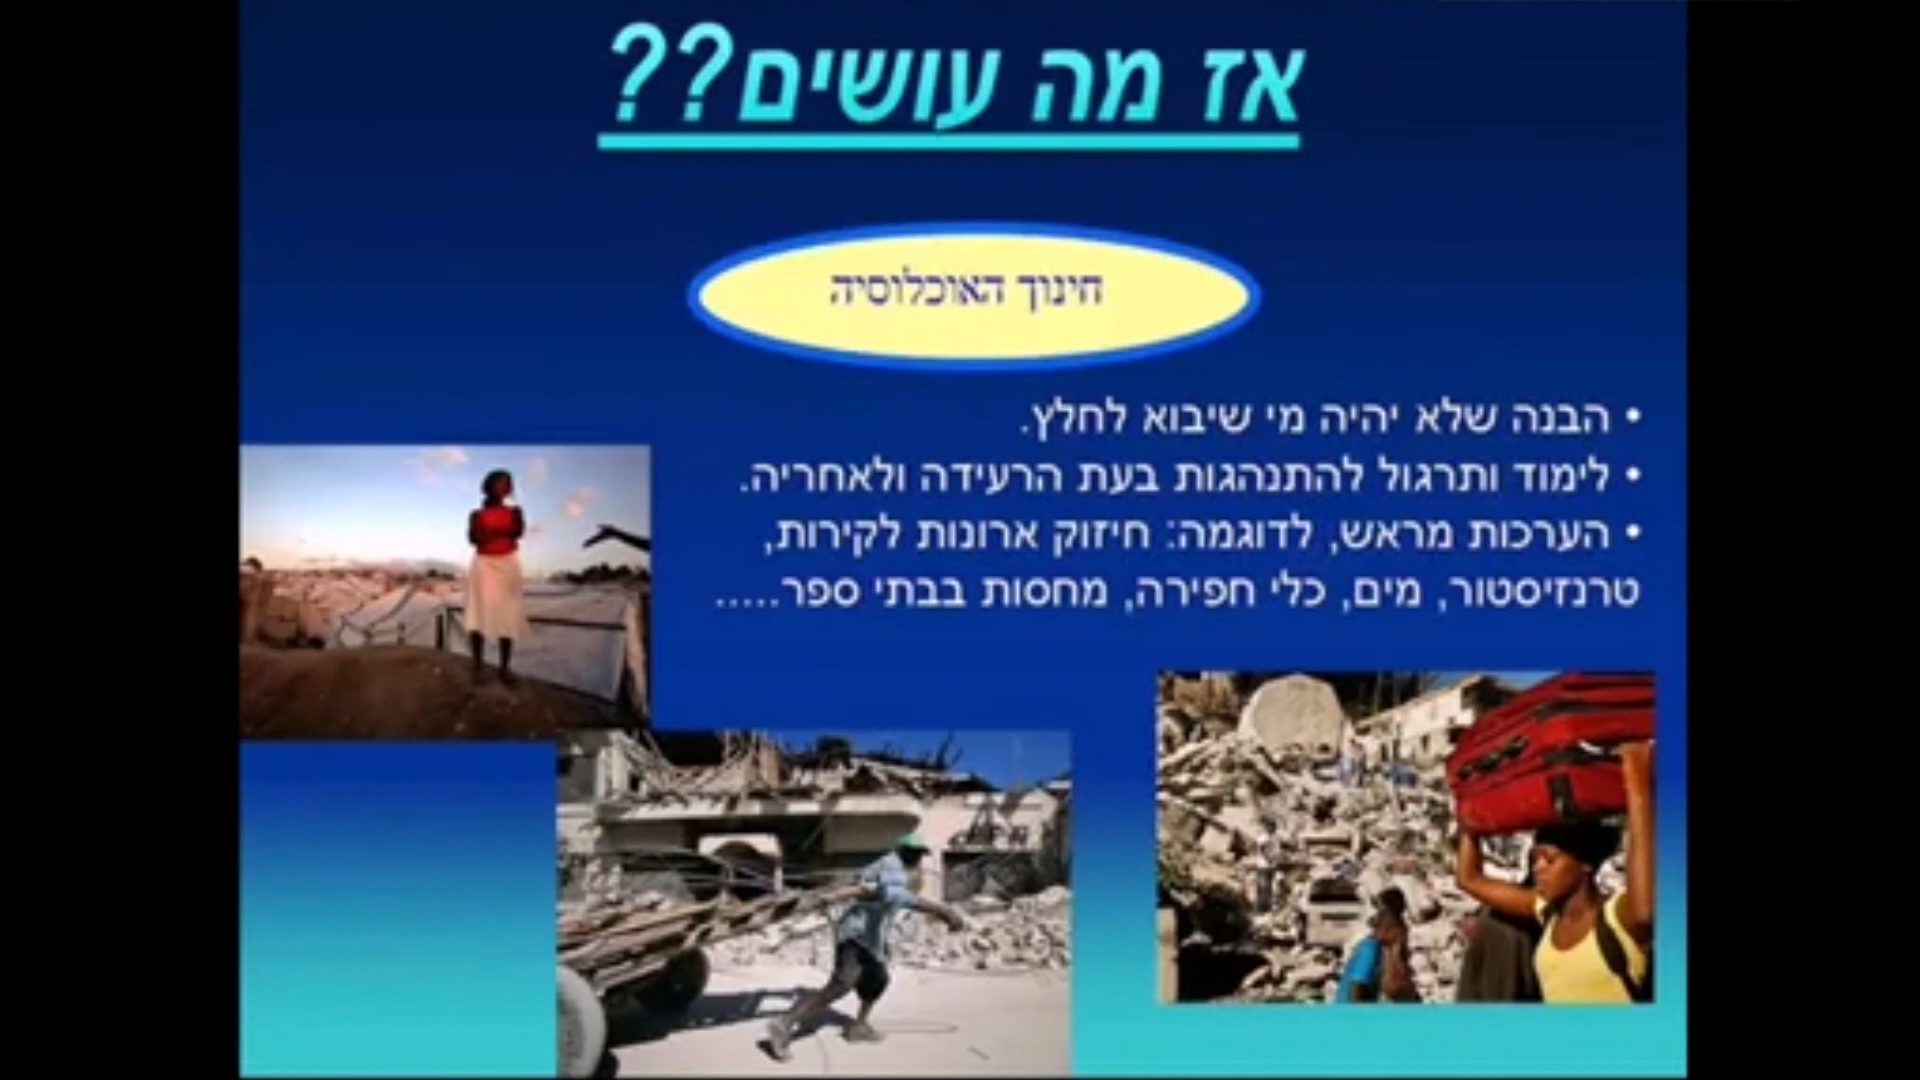 אז מה עושים??
חינוך האוכלוסיה
• הבנה שלא יהיה מי שיבוא לחלץ.
• לימוד ותרגול להתנהגות בעת הרעידה ולאחריה.
• הערכות מראש, לדוגמה: חיזוק ארונות לקירות,
טרנזיסטור, מים, כלי חפירה, מחסות בבתי ספר.....